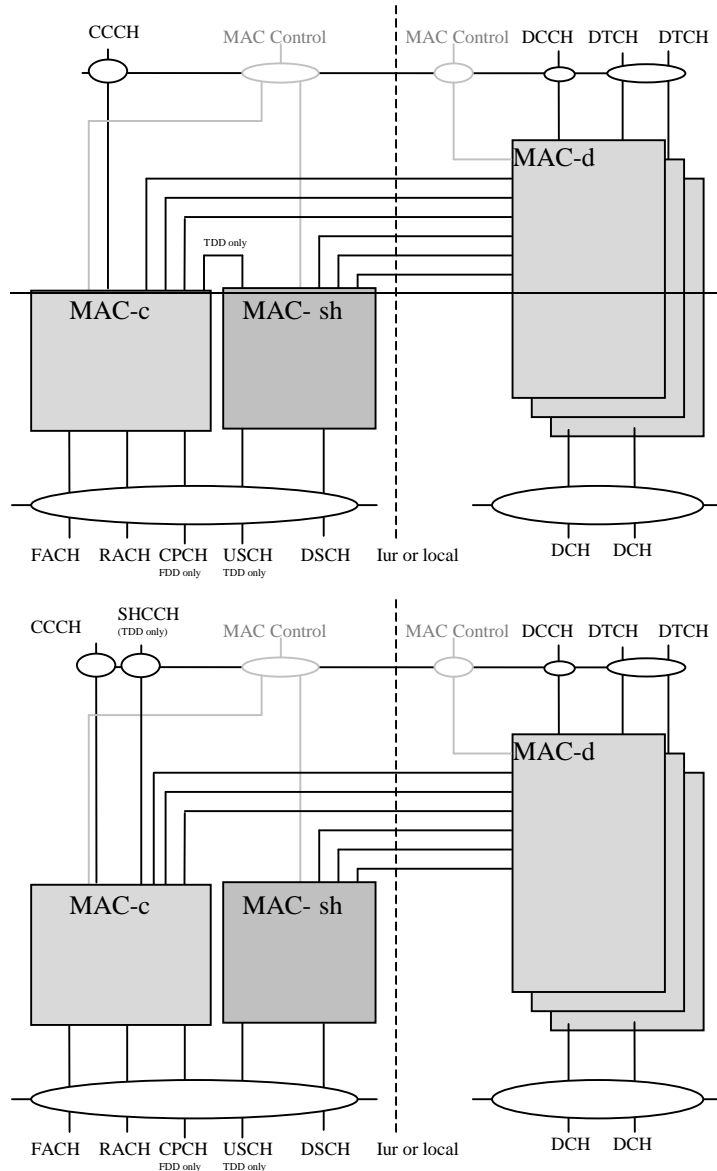 CCCH MAC Control MAC Control DCCH DTCH DTCH
MAC-d
TDD only
MAC-c MAC- sh
FACH RACH CPCH USCH DSCH Iur or local DCH DCH
FDD only TDD only
SHCCH
CCCH (TDD only) MAC Control MAC Control DCCH DTCH DTCH
MAC-d
MAC-c MAC- sh
FACH RACH CPCH USCH DSCH Iur or local DCH DCH
FDD only TDD only